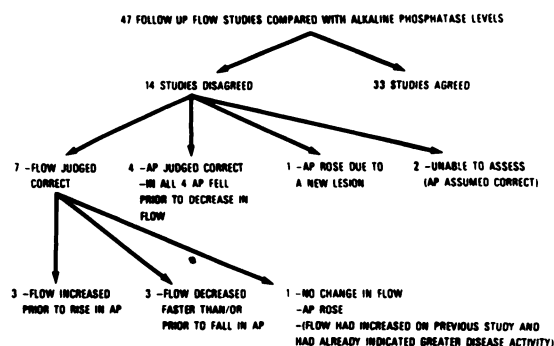 47 FOLLOW UP FLOW STUDIES COMPARED WITH ALKALINE PHOSPHATASE LEVELS
14 STUDIES DISAGREED
33 STUDIES AGREED
7 -FLOW JUDGED
CORRECT
4 -AP JUDGED CORRECT
-IN ALL 4 AP FELL
PRIOR TO DECREASE IN
FLOW
1 -AP ROSE DUE TO
A NEW LESION
2 -UNABLE TO ASSESS
(AP ASSUMED CORRECT)
3 -FLOW INCREASED
PRIOR TO RISE IN AP
3 -FLOW DECREASED
FASTER THAN/OR
PRIOR TO FALL IN AP
1 -NO CHANGE IN FLOW
-AP ROSE
-(FLOW HAD INCREASED ON PREVIOUS STUDY AND
HAD ALREADY INDICATED GREATER DISEASE ACTIVITY)